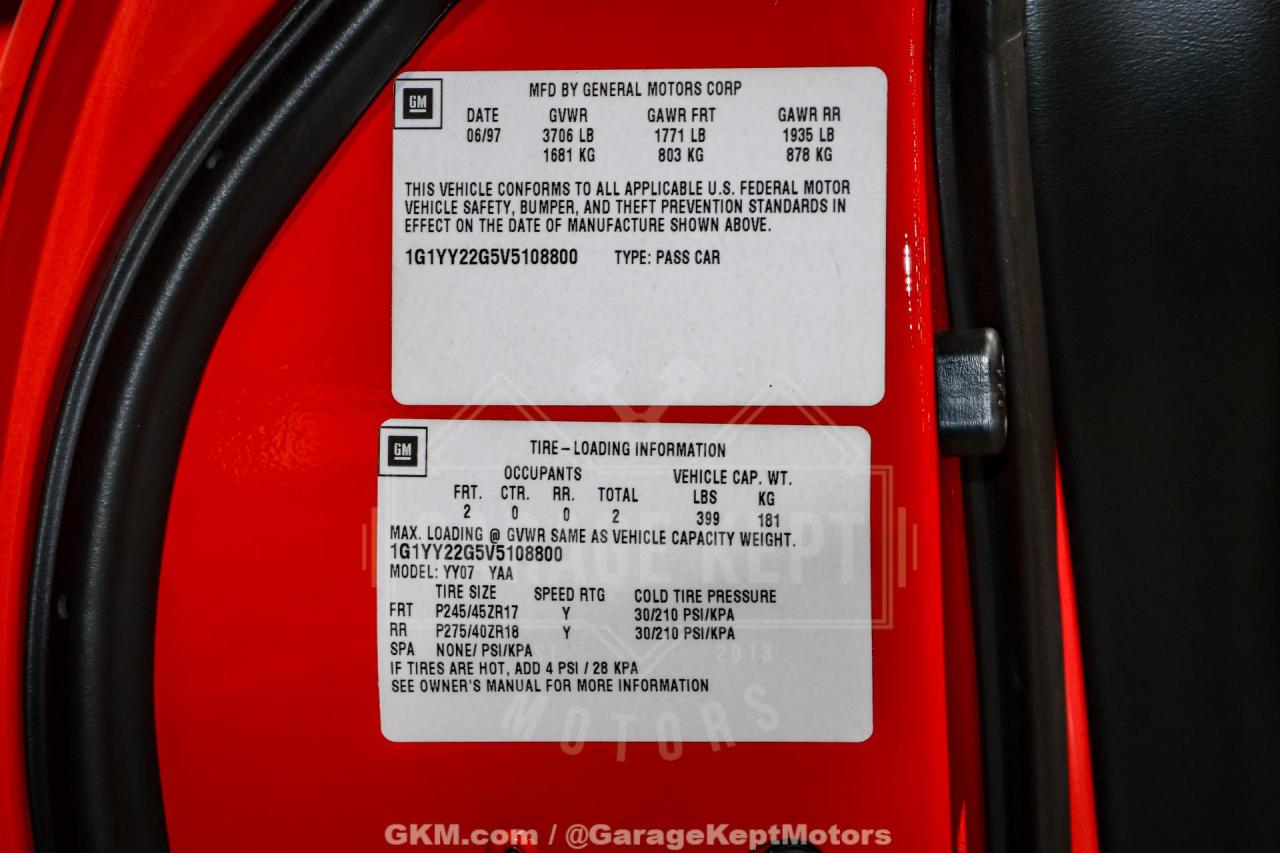 GM
MFD BY GENERAL MOTORS CORP
DATE GVWR GAWR FRT GAWR RR
06/97 3706 LB 1771 LB 1935 LB
1681 KG 803 KG 878 KG
THIS VEHICLE CONFORMS TO ALL APPLICABLE U.S. FEDERAL MOTOR
VEHICLE SAFETY, BUMPER, AND THEFT PREVENTION STANDARDS IN
EFFECT ON THE DATE OF MANUFACTURE SHOWN ABOVE.
1G1YY22G5V5108800 TYPE: PASS CAR
GM
TIRE-LOADING INFORMATION
OCCUPANTS VEHICLE CAP. WT.
FRT. CTR. RR. TOTAL LBS KG
2 0 0 2 399 181
MAX. LOADING @ GVWR SAME AS VEHICLE CAPACITY WEIGHT.
1G1YY22G5V5108800
MODEL: YY07 YAA
TIRE SIZE SPEED RTG COLD TIRE PRESSURE
FRT P245/45ZR17 Y 30/210 PSI/KPA
RR P275/40ZR18 Y 30/210 PSI/KPA
SPA NONE/ PSI/KPA
IF TIRES ARE HOT, ADD 4 PSI / 28 KPA
SEE OWNER'S MANUAL FOR MORE INFORMATION
GARAGE KEPT
EST 2013
MOTORS
GKM.com / @GarageKeptMotors